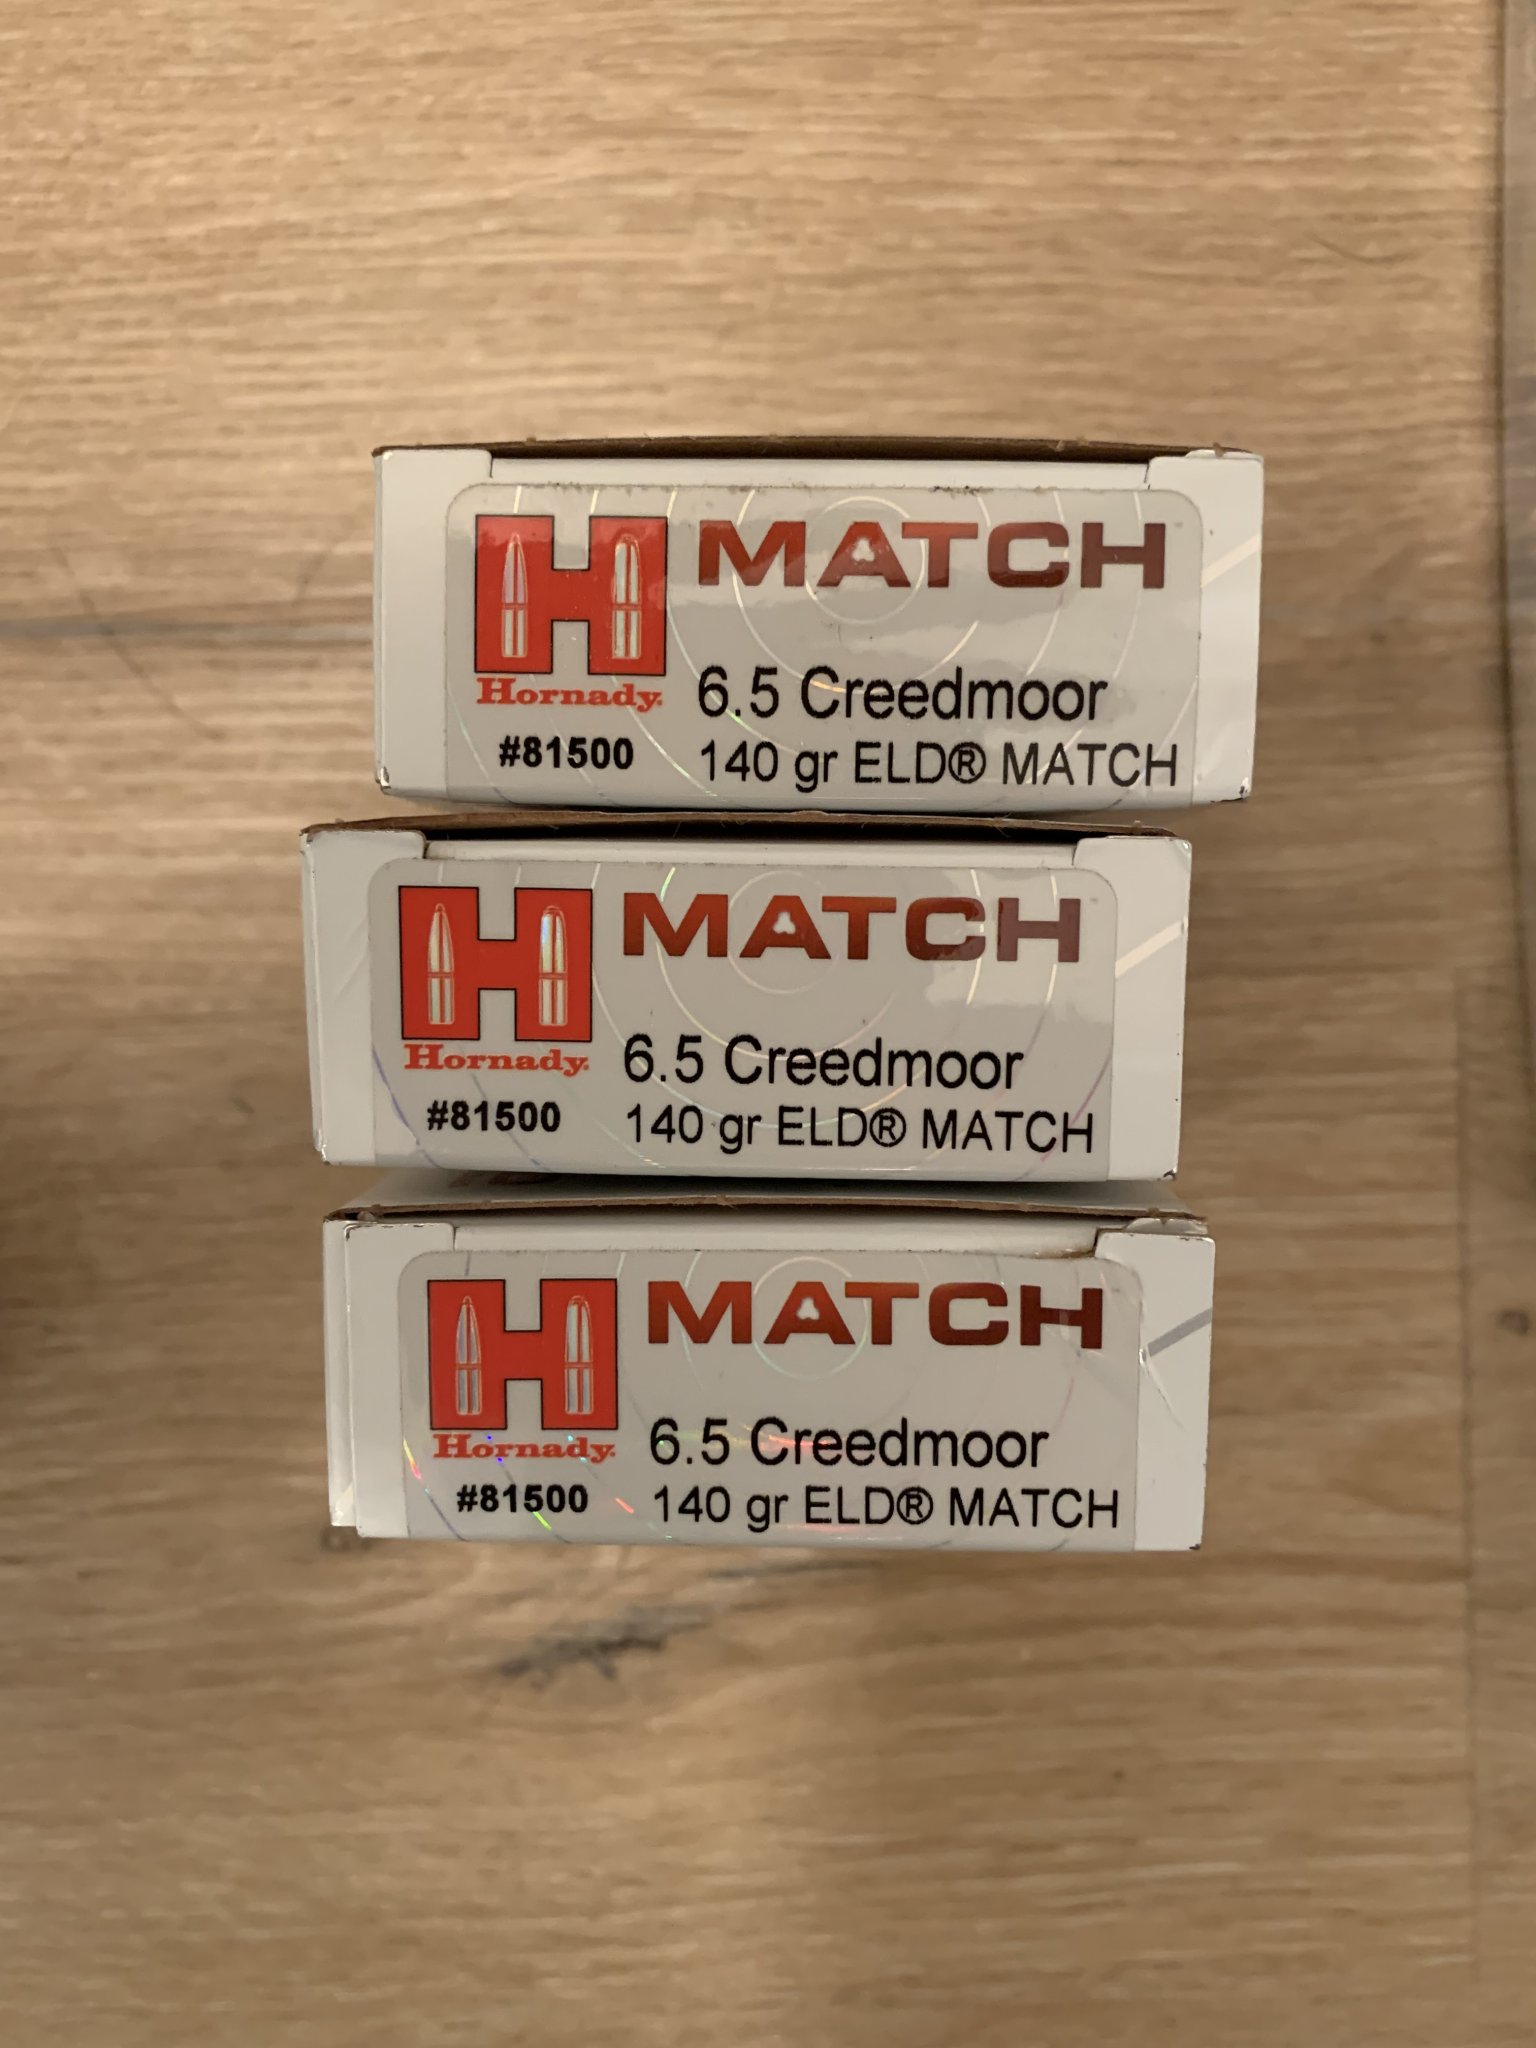 MATCH
Hornady
6.5 Creedmoor
#81500
140 gr ELD® MATCH
MATCH
Hornady
6.5 Creedmoor
#81500
140 gr ELD® MATCH
MATCH
Hornady
6.5 Creedmoor
#81500
140 gr ELD® MATCH